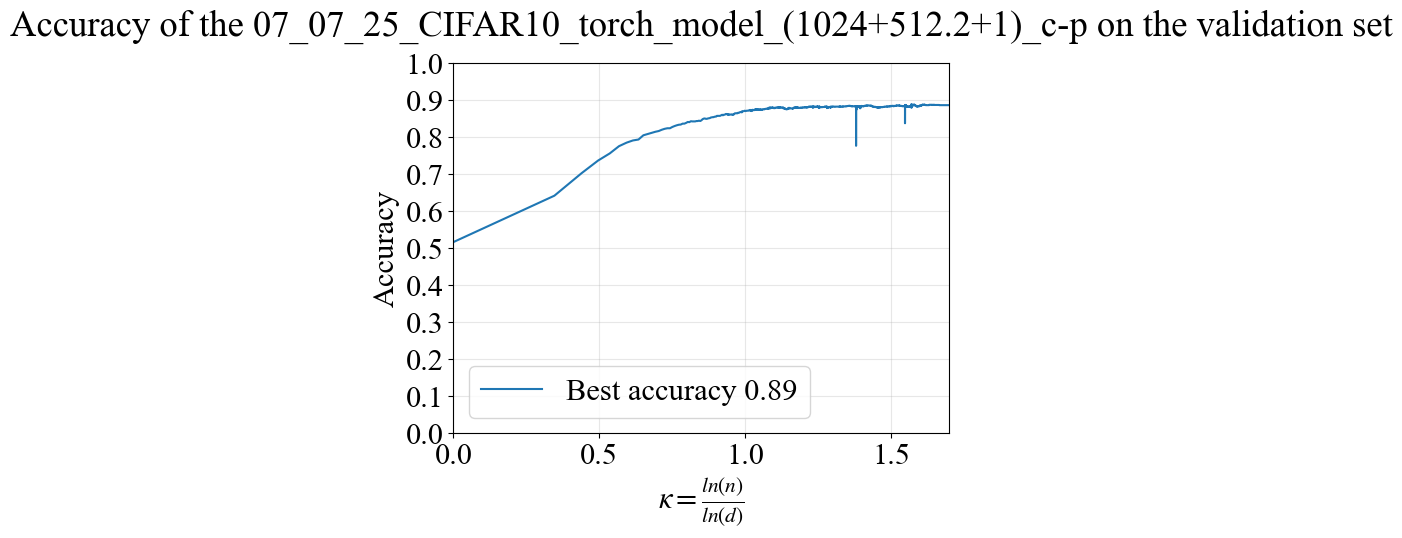 Accuracy of the 07_07_25_CIFAR10_torch_model_(1024+512.2+1)_c-p on the validation set
1.0
0.9
0.8
0.7
0.6
0.5
0.4
0.3
0.2
0.1
0.0
Accuracy
Best accuracy 0.89
0.0 0.5 1.0 1.5
κ = ln(n) / ln(d)